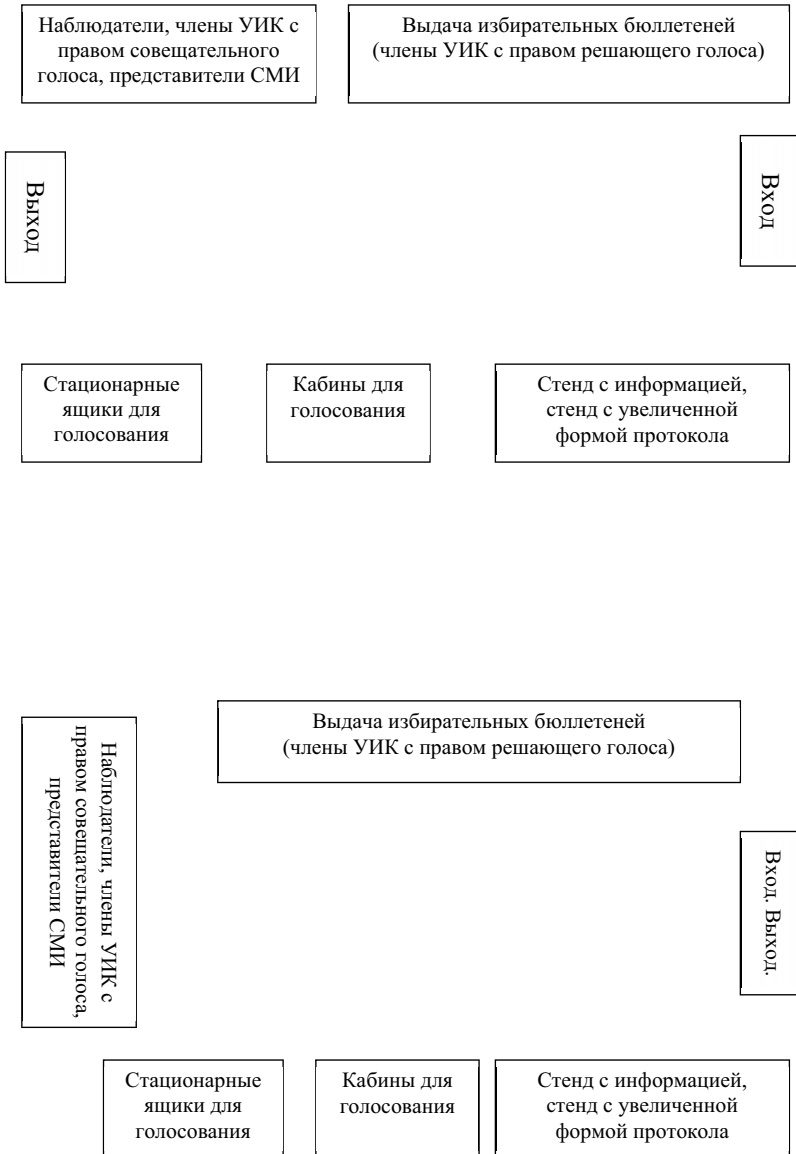 Наблюдатели, члены УИК с
правом совещательного
голоса, представители СМИ
Выдача избирательных бюллетеней
(члены УИК с правом решающего голоса)
Выход
Вход
Стационарные
ящики для
голосования
Кабины для
голосования
Стенд с информацией,
стенд с увеличенной
формой протокола
Выдача избирательных бюллетеней
(члены УИК с правом решающего голоса)
Наблюдатели, члены УИК с
правом совещательного голоса,
представители СМИ
Вход. Выход.
Стационарные
ящики для
голосования
Кабины для
голосования
Стенд с информацией,
стенд с увеличенной
формой протокола